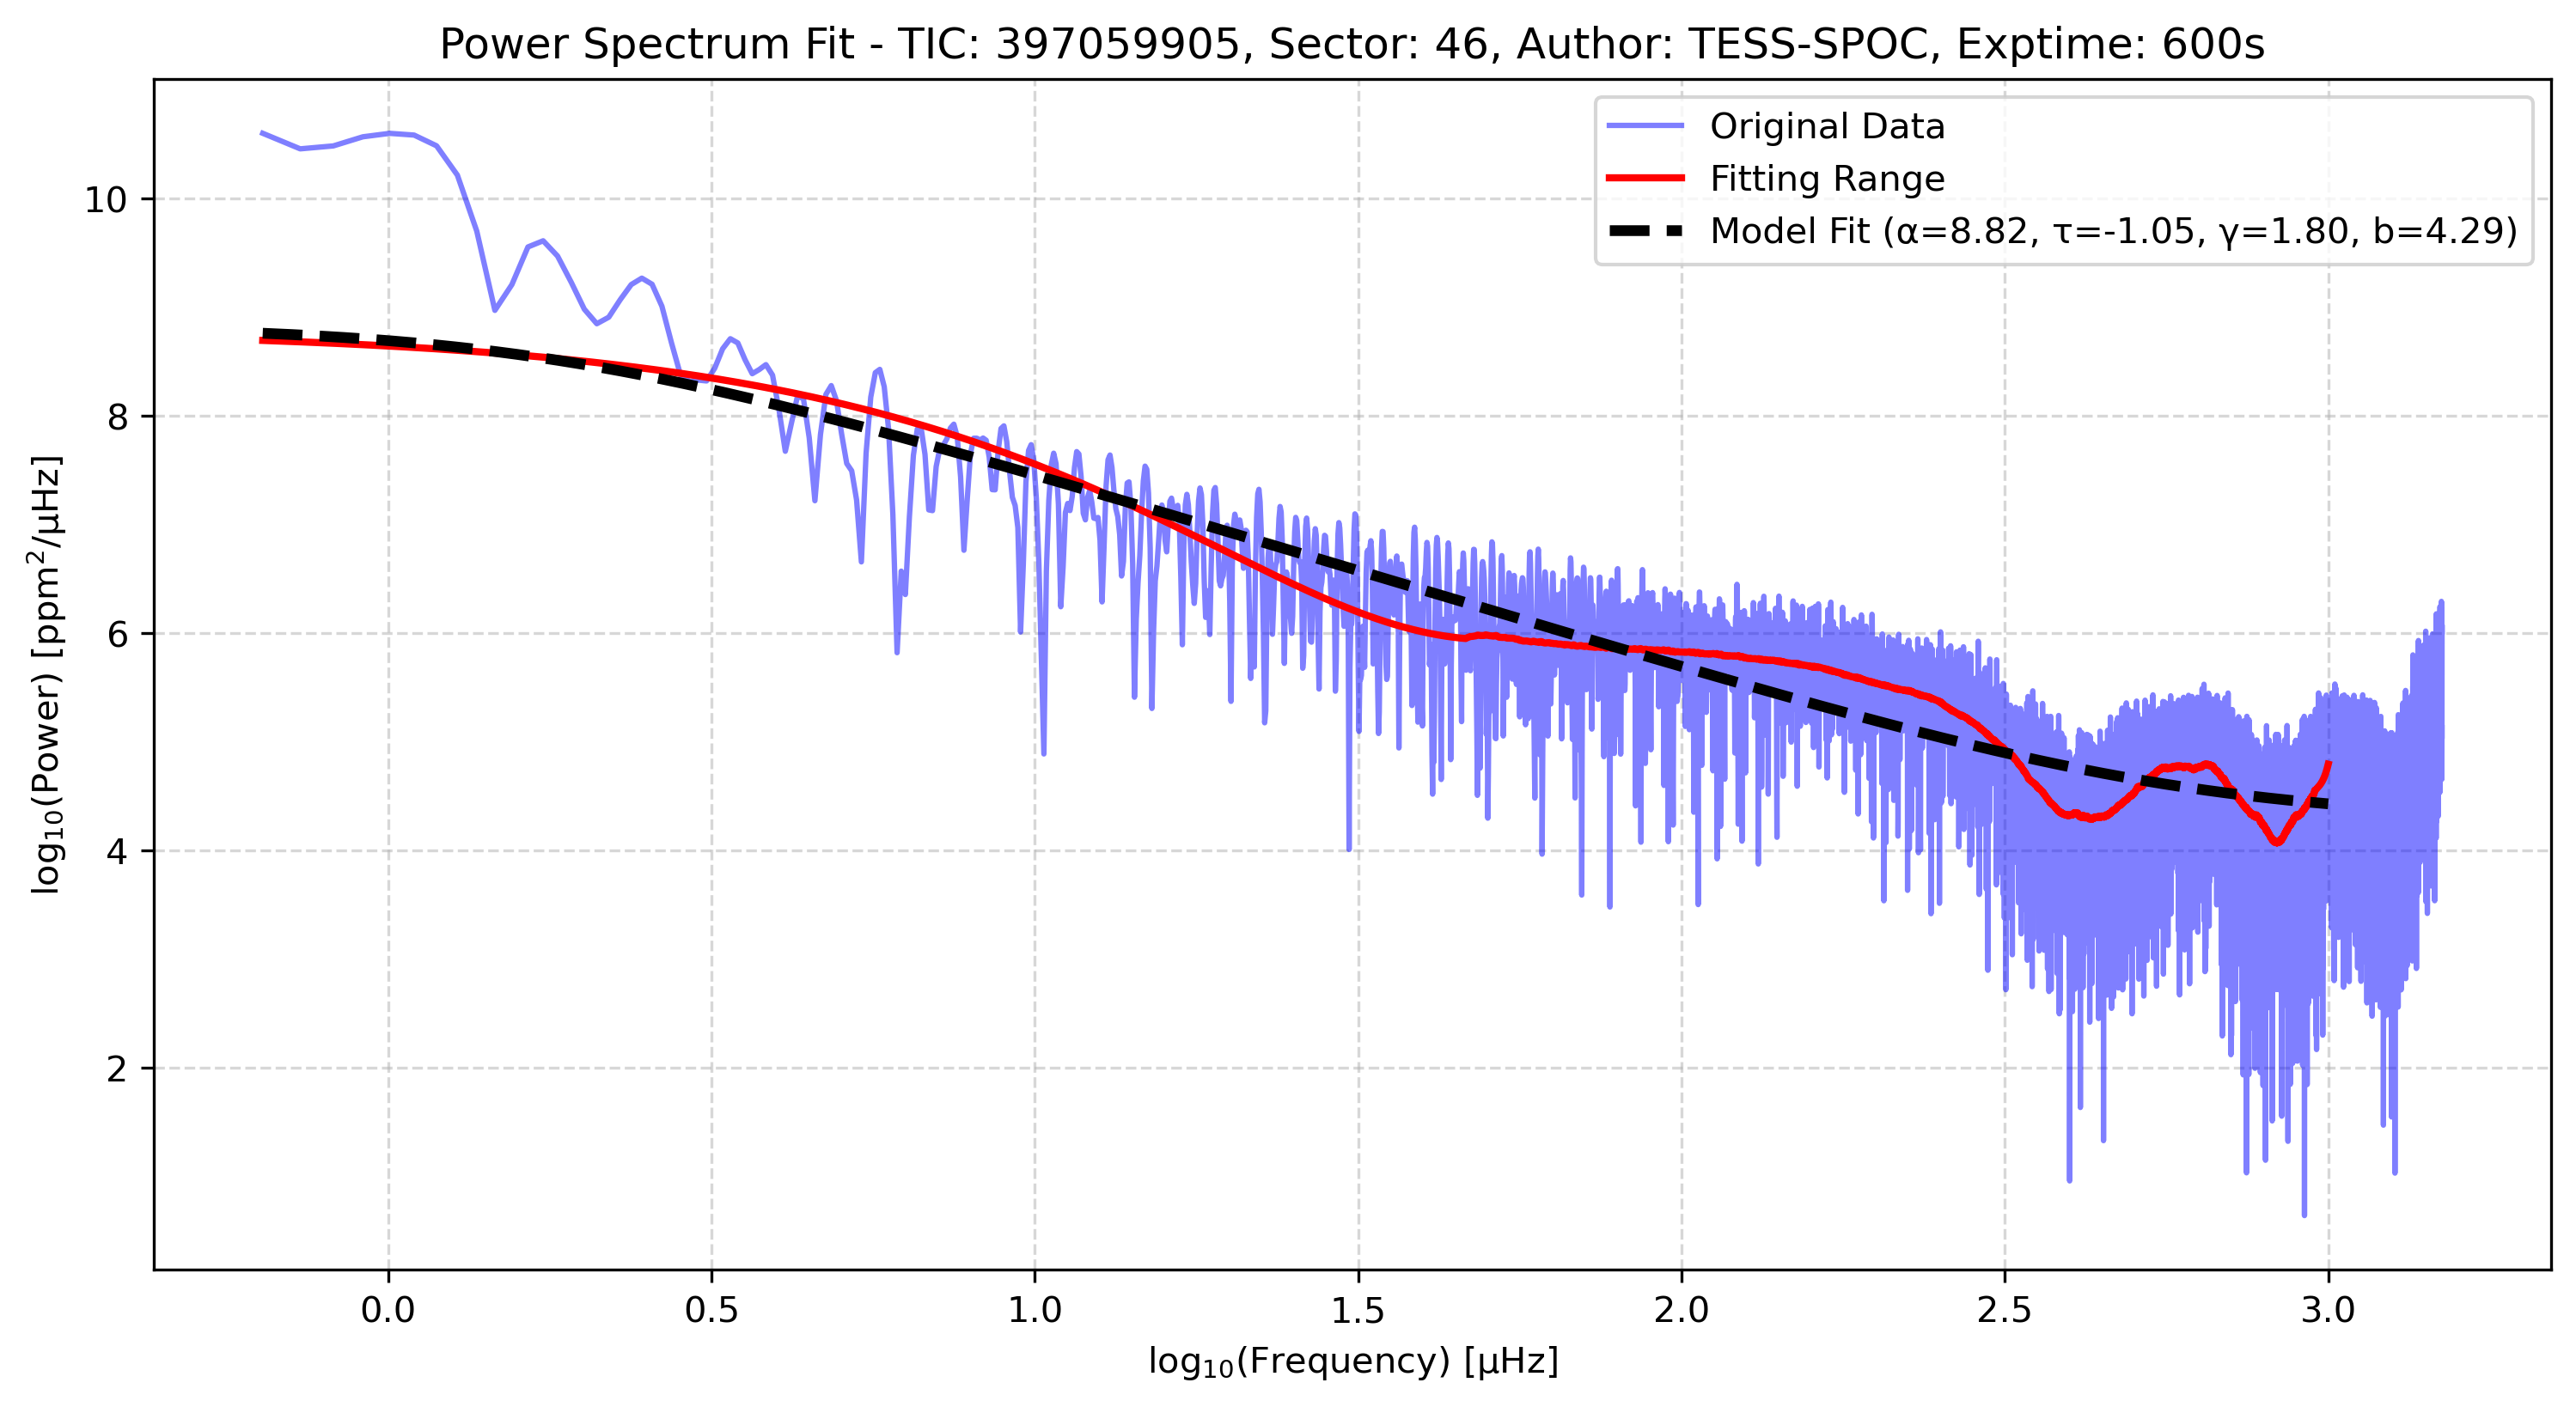 Power Spectrum Fit - TIC: 397059905, Sector: 46, Author: TESS-SPOC, Exptime: 600s
Original Data
Fitting Range
Model Fit (α=8.82, τ=-1.05, γ=1.80, b=4.29)
log₁₀(Power) [ppm²/μHz]
10
8
6
4
2
0.0 0.5 1.0 1.5 2.0 2.5 3.0
log₁₀(Frequency) [μHz]